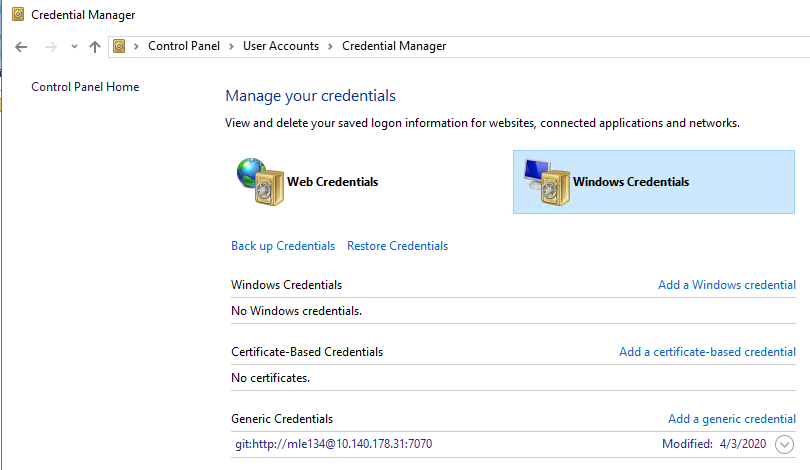 Credential Manager
Control Panel > User Accounts > Credential Manager
Control Panel Home
Manage your credentials
View and delete your saved logon information for websites, connected applications and networks.
Web Credentials
Windows Credentials
Back up Credentials Restore Credentials
Windows Credentials Add a Windows credential
No Windows credentials.
Certificate-Based Credentials Add a certificate-based credential
No certificates.
Generic Credentials Add a generic credential
git:http://mle134@10.140.178.31:7070 Modified: 4/3/2020